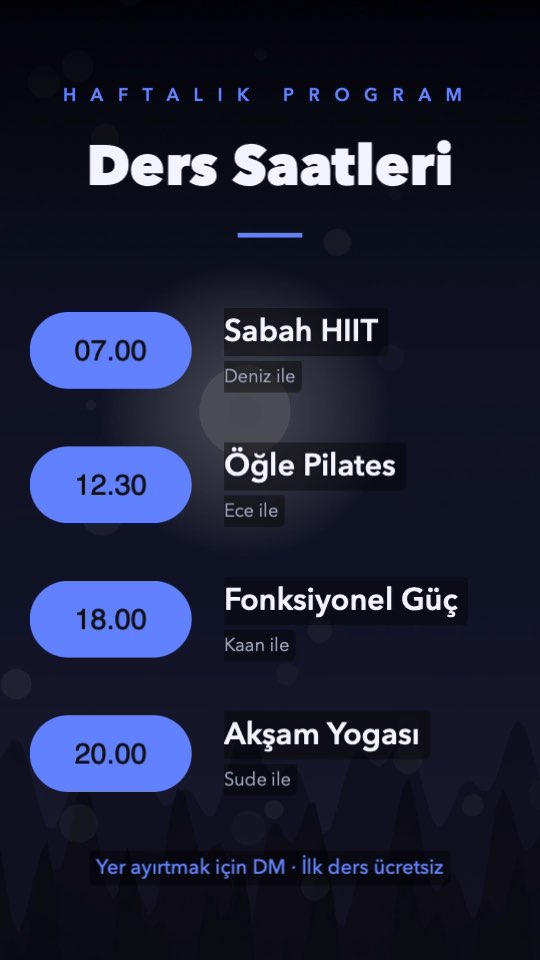 HAFTALIK PROGRAM
Ders Saatleri
07.00
Sabah HIIT
Deniz ile
12.30
Öğle Pilates
Ece ile
18.00
Fonksiyonel Güç
Kaan ile
20.00
Akşam Yogası
Sude ile
Yer ayırtmak için DM · İlk ders ücretsiz